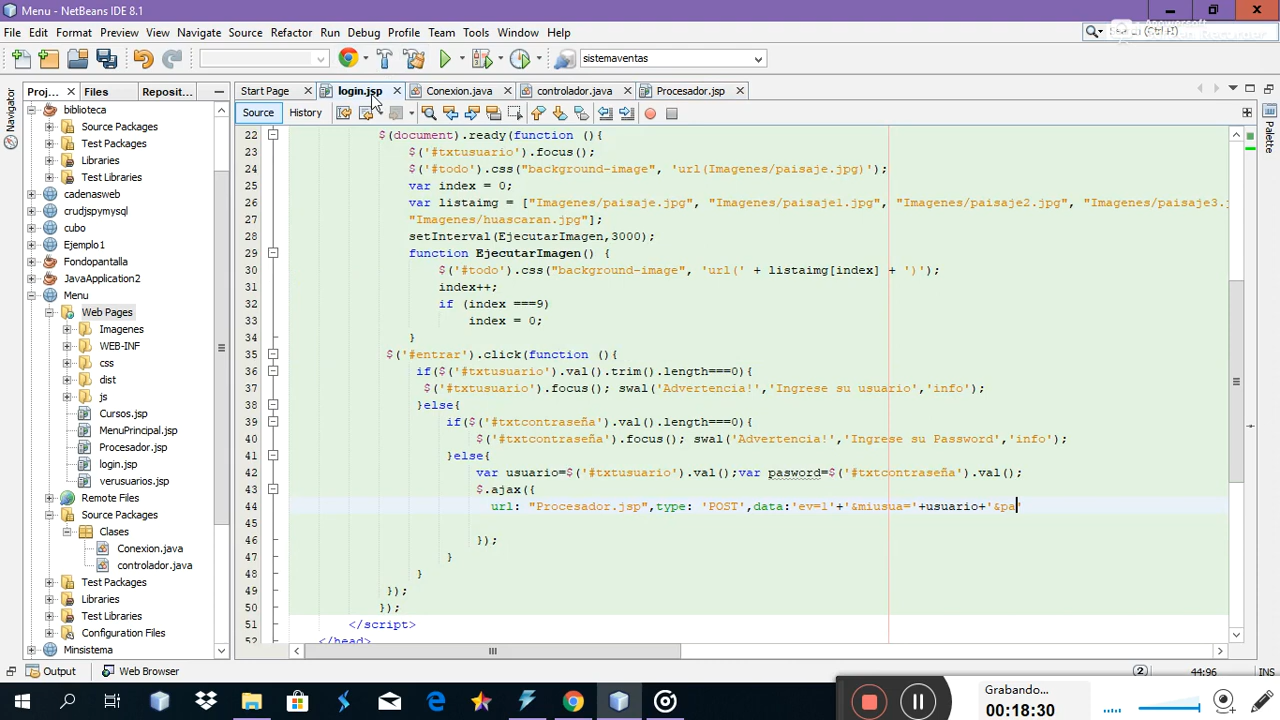 Menu - NetBeans IDE 8.1
File Edit Format Preview View Navigate Source Refactor Run Debug Profile Team Tools Window Help
sistemaventas
Navigator
Proj... Files Reposit...
Start Page login.jsp Conexion.java controlador.java Procesador.jsp
Source History
Palette
biblioteca
Source Packages
Test Packages
Libraries
Test Libraries
cadenasweb
crudjspymysql
cubo
Ejemplo1
Fondopantalla
JavaApplication2
Menu
Web Pages
Imagenes
WEB-INF
css
dist
js
Cursos.jsp
MenuPrincipal.jsp
Procesador.jsp
login.jsp
verusuarios.jsp
Remote Files
Source Packages
Clases
Conexion.java
controlador.java
Test Packages
Libraries
Test Libraries
Configuration Files
Minsistema
22 $(document).ready(function (){
23 $('#txtusuario').focus();
24 $('#todo').css("background-image", 'url(Imagenes/paisaje.jpg)');
25 var index = 0;
26 var listaimg = ["Imagenes/paisaje.jpg", "Imagenes/paisaje1.jpg", "Imagenes/paisaje2.jpg", "Imagenes/paisaje3.j
27 "Imagenes/huascaran.jpg"];
28 setInterval(EjecutarImagen,3000);
29 function EjecutarImagen() {
30 $('#todo').css("background-image", 'url(' + listaimg[index] + ')');
31 index++;
32 if (index ===9)
33 index = 0;
34 }
35 $('#entrar').click(function (){
36 if($('#txtusuario').val().trim().length===0){
37 $('#txtusuario').focus(); swal('Advertencia!','Ingrese su usuario','info');
38 }else{
39 if($('#txtcontraseña').val().length===0){
40 $('#txtcontraseña').focus(); swal('Advertencia!','Ingrese su Password','info');
41 }else{
42 var usuario=$('#txtusuario').val();var pasword=$('#txtcontraseña').val();
43 $.ajax({
44 url: "Procesador.jsp",type: 'POST',data:'ev=1'+'&miusua='+usuario+'&pa'
45
46 });
47 }
48 }
49 });
50 });
51 </script>
52 </head>
Output Web Browser
2 44:96 INS
Grabando...
00:18:30